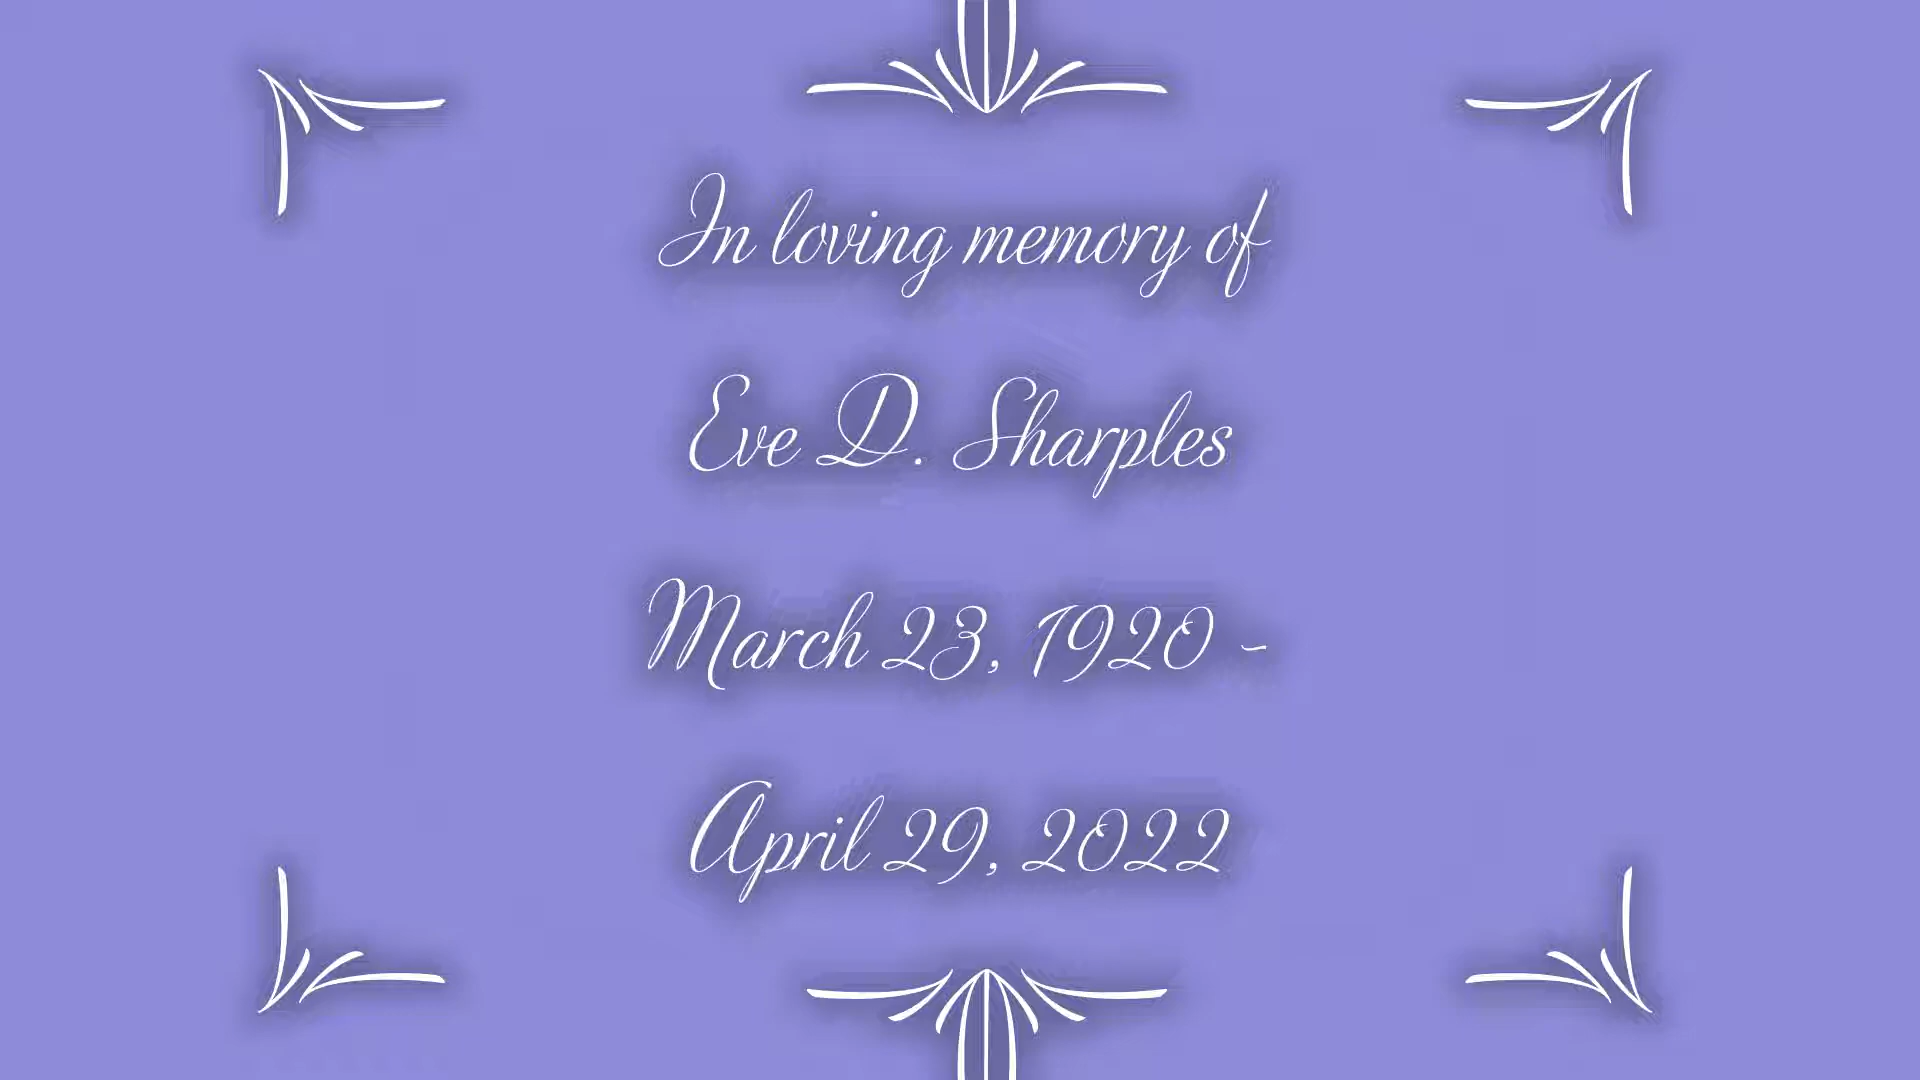 In loving memory of
Eve D. Sharples
March 23, 1920 -
April 29, 2022